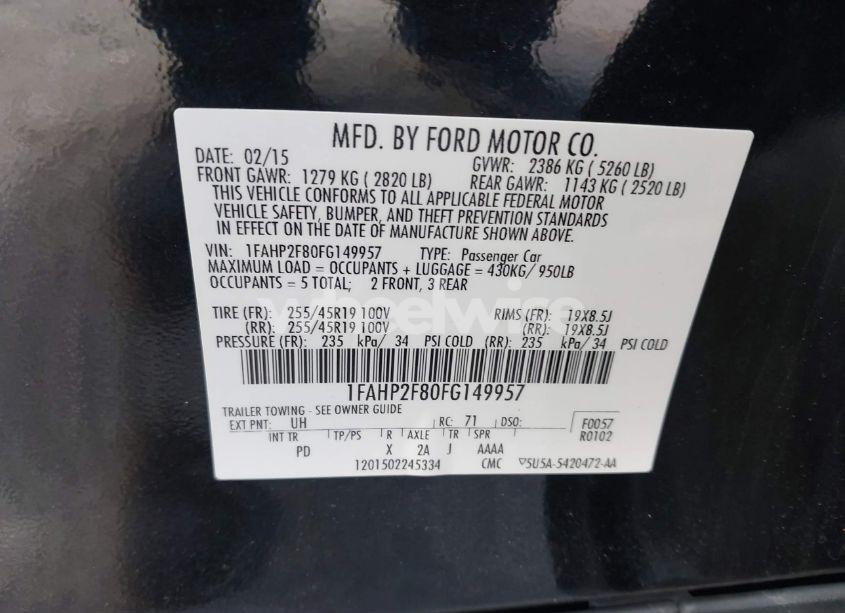 MFD. BY FORD MOTOR CO.
DATE: 02/15 GVWR: 2386 KG ( 5260 LB)
FRONT GAWR: 1279 KG ( 2820 LB) REAR GAWR: 1143 KG ( 2520 LB)
THIS VEHICLE CONFORMS TO ALL APPLICABLE FEDERAL MOTOR
VEHICLE SAFETY, BUMPER, AND THEFT PREVENTION STANDARDS
IN EFFECT ON THE DATE OF MANUFACTURE SHOWN ABOVE.
VIN: 1FAHP2F80FG149957 TYPE: Passenger Car
MAXIMUM LOAD = OCCUPANTS + LUGGAGE = 430KG/ 950LB
OCCUPANTS = 5 TOTAL; 2 FRONT, 3 REAR
wheelwise
TIRE (FR): 255/45R19 100V RIMS (FR): 19X8.5J
(RR): 255/45R19 100V (RR): 19X8.5J
PRESSURE (FR): 235 kPa/ 34 PSI COLD (RR): 235 kPa/ 34 PSI COLD
1FAHP2F80FG149957
TRAILER TOWING - SEE OWNER GUIDE
EXT PNT: UH RC: 71 DSO: F0057
INT TR TP/PS R AXLE TR SPR R0102
PD X 2A J AAAA
1201502245334 CMC ▽5U5A-5420472-AA